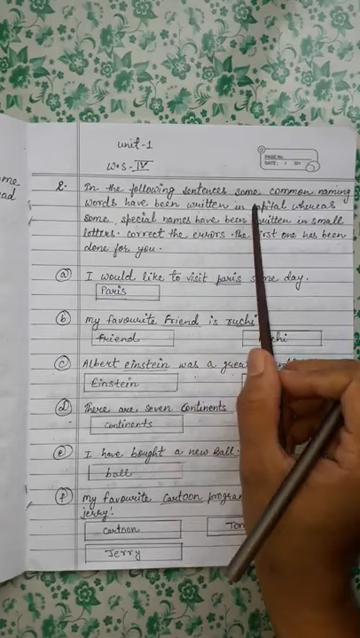 unit-1
W·S-IV
PAGE NO.
DATE: / 20
2. In the following sentences some common naming
words have been written in capital whereas
some special names have been written in small
letters. correct the errors. The first one has been
done for you.
(a) I would like to visit paris some day.
Paris
(b) my favourite Friend is ruchi
friend
(c) Albert einstein was a great
Einstein
(d) There are seven Continents
continents
(e) I have bought a new Ball.
ball
(f) my favourite Cartoon program
jerry.
cartoon Tom
Jerry